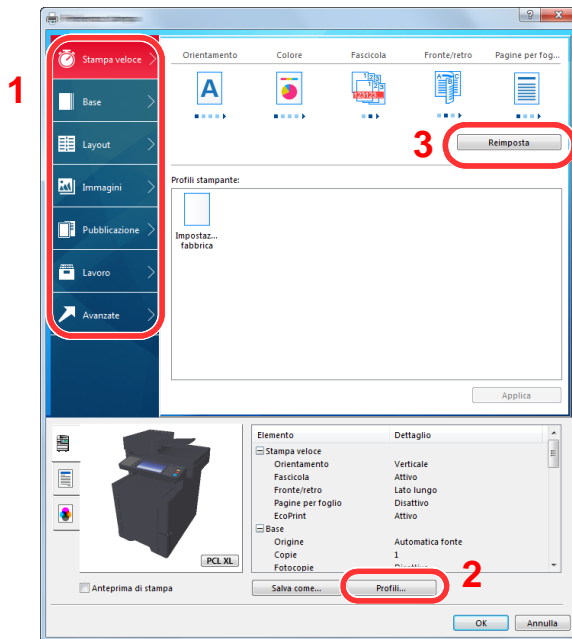 1
Stampa veloce
Base
Layout
Immagini
Pubblicazione
Lavoro
Avanzate
Orientamento Colore Fascicola Fronte/retro Pagine per fog...
A
123
123123
A B C
3
Reimposta
Profili stampante:
Impostaz...
fabbrica
Applica
Elemento Dettaglio
Stampa veloce
Orientamento Verticale
Fascicola Attivo
Fronte/retro Lato lungo
Pagine per foglio Disattivo
EcoPrint Attivo
Base
Origine Automatica fonte
Copie 1
Fotocopie Disattivo
PCL XL
Anteprima di stampa
Salva come...
Profili...
2
OK
Annulla